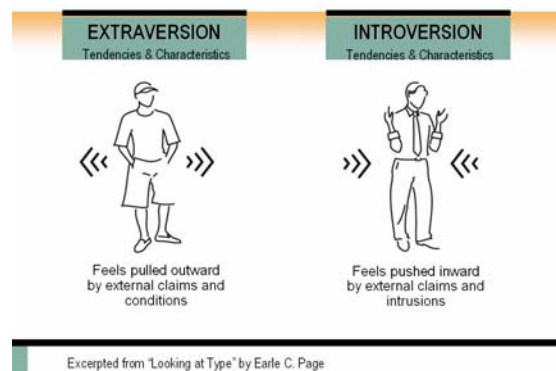 EXTRAVERSION
Tendencies & Characteristics
Feels pulled outward
by external claims and
conditions
INTROVERSION
Tendencies & Characteristics
Feels pushed inward
by external claims and
intrusions
Excerpted from "Looking at Type" by Earle C. Page